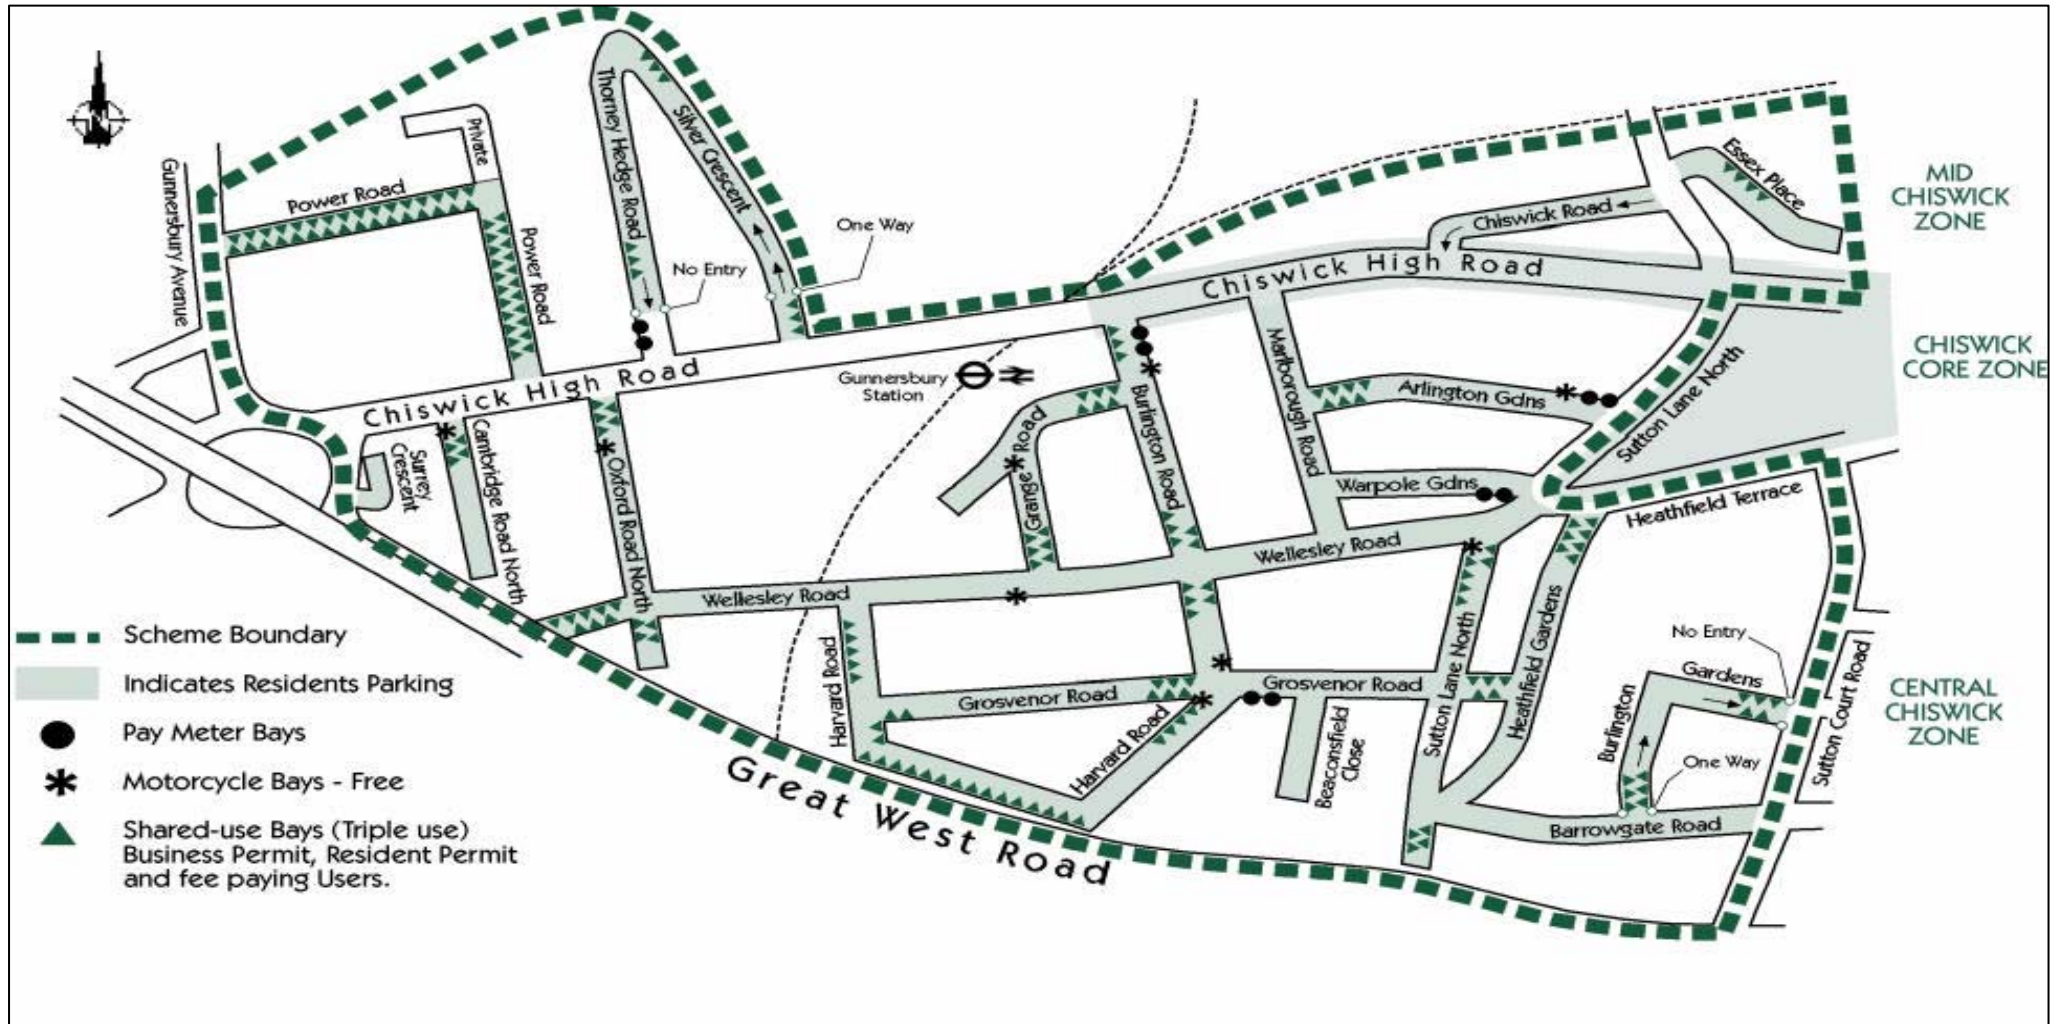 N
Gunnersbury Avenue
Power Road
Private
Power Road
Thorney Hedge Road
Silver Crescent
One Way
No Entry
Chiswick High Road
Chiswick High Road
Chiswick Road
Essex Place
MID
CHISWICK
ZONE
CHISWICK
CORE ZONE
Gunnersbury
Station
Surrey
Crescent
Cambridge Road North
Oxford Road North
Grange Road
Burlington Road
Marlborough Road
Arlington Gdns
Sutton Lane North
Warpole Gdns
Heathfield Terrace
Wellesley Road
Wellesley Road
Harvard Road
Grosvenor Road
Grosvenor Road
Harvard Road
Beaconsfield
Close
Sutton Lane North
Heathfield Gardens
No Entry
Burlington
Gardens
One Way
Sutton Court Road
Barrowgate Road
CENTRAL
CHISWICK
ZONE
Great West Road
Scheme Boundary
Indicates Residents Parking
Pay Meter Bays
Motorcycle Bays - Free
Shared-use Bays (Triple use)
Business Permit, Resident Permit
and fee paying Users.